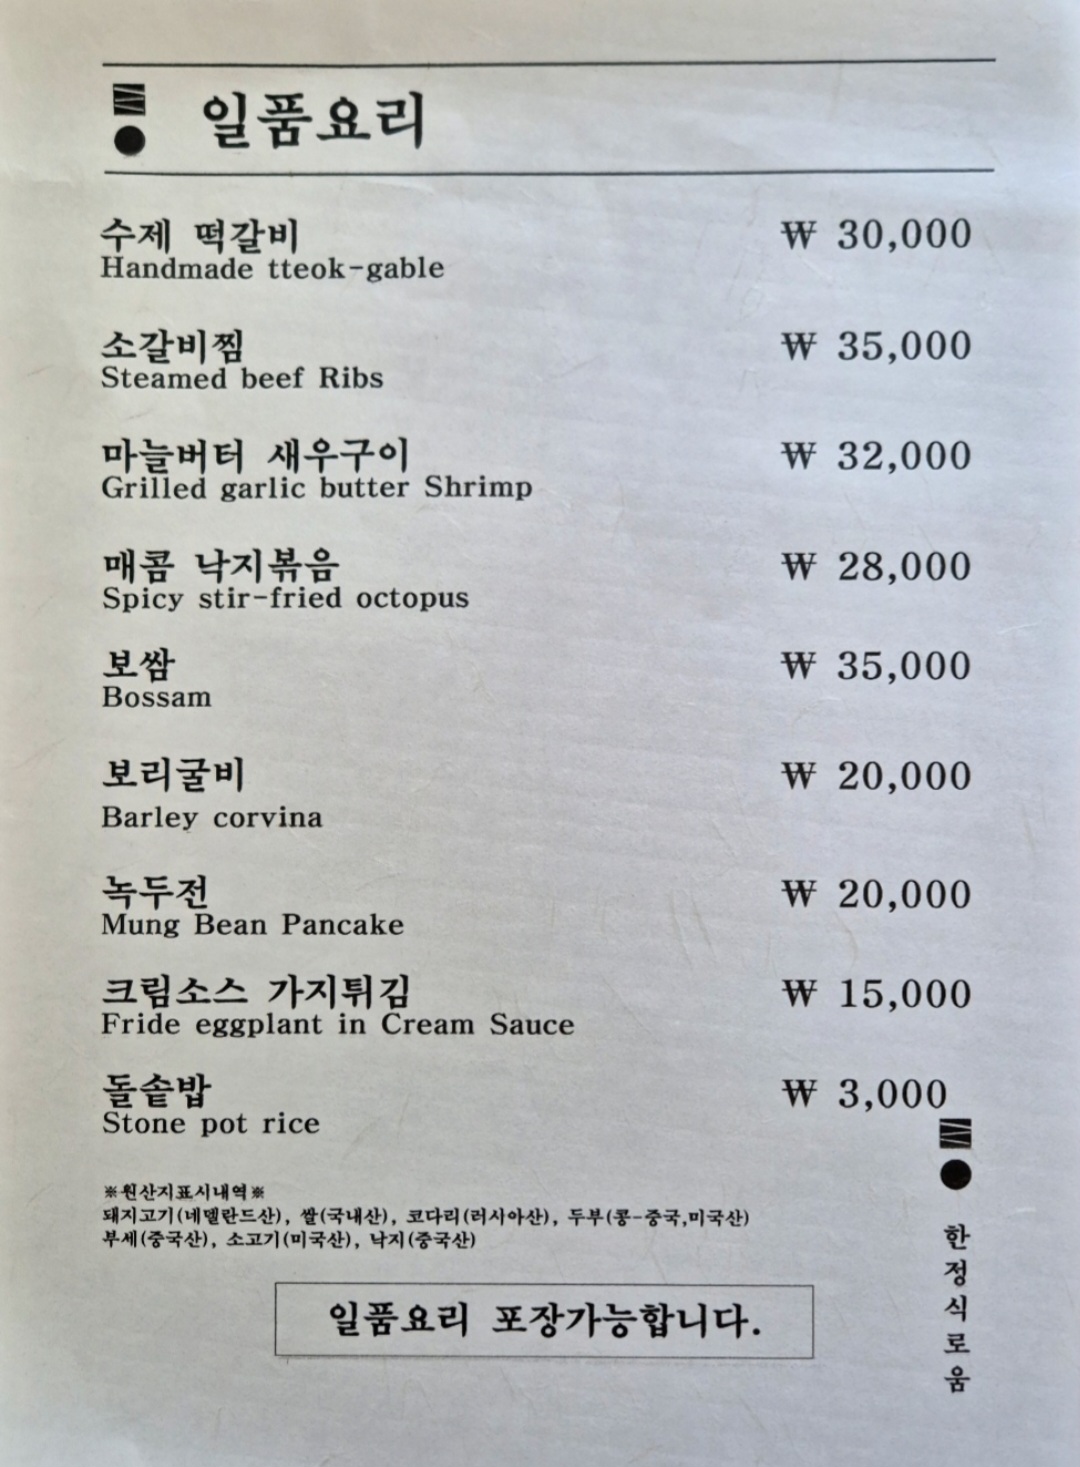 일품요리
수제 떡갈비 ₩ 30,000
Handmade tteok-gable
소갈비찜 ₩ 35,000
Steamed beef Ribs
마늘버터 새우구이 ₩ 32,000
Grilled garlic butter Shrimp
매콤 낙지볶음 ₩ 28,000
Spicy stir-fried octopus
보쌈 ₩ 35,000
Bossam
보리굴비 ₩ 20,000
Barley corvina
녹두전 ₩ 20,000
Mung Bean Pancake
크림소스 가지튀김 ₩ 15,000
Fride eggplant in Cream Sauce
돌솥밥 ₩ 3,000
Stone pot rice
※원산지표시내역※
돼지고기(네델란드산), 쌀(국내산), 코다리(러시아산), 두부(콩-중국,미국산)
부세(중국산), 소고기(미국산), 낙지(중국산)
일품요리 포장가능합니다.
한정식로움